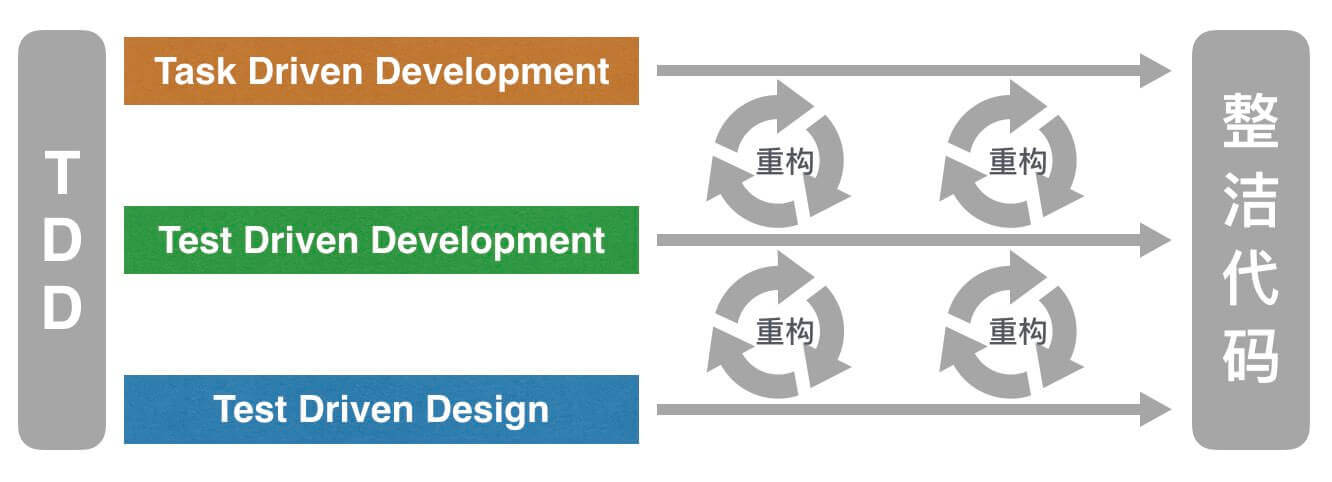 TDD
Task Driven Development
Test Driven Development
Test Driven Design
重构
重构
重构
重构
整洁代码